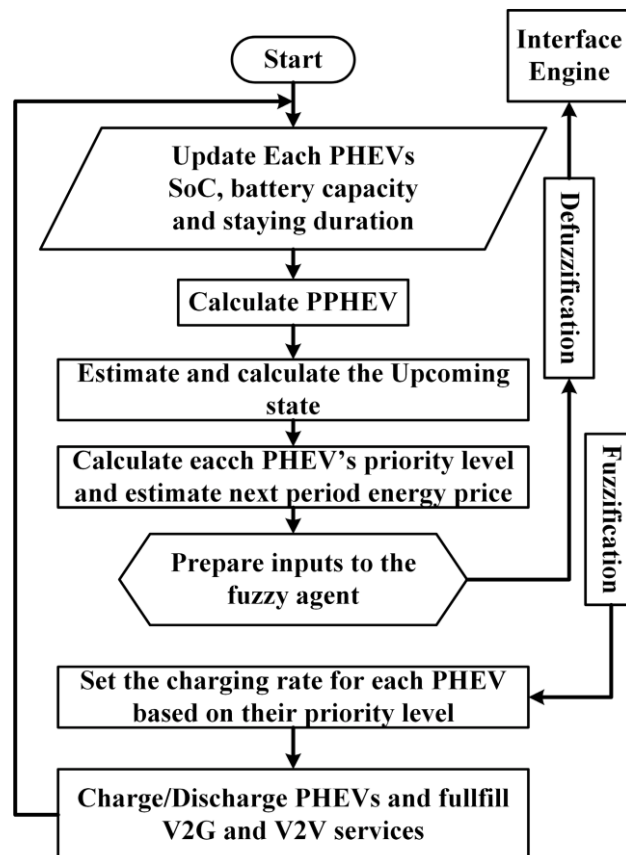 Start
Update Each PHEVs
SoC, battery capacity
and staying duration
Calculate PPHEV
Estimate and calculate the Upcoming
state
Calculate eacch PHEV's priority level
and estimate next period energy price
Prepare inputs to the
fuzzy agent
Defuzzification
Interface
Engine
Fuzzification
Set the charging rate for each PHEV
based on their priority level
Charge/Discharge PHEVs and fullfill
V2G and V2V services